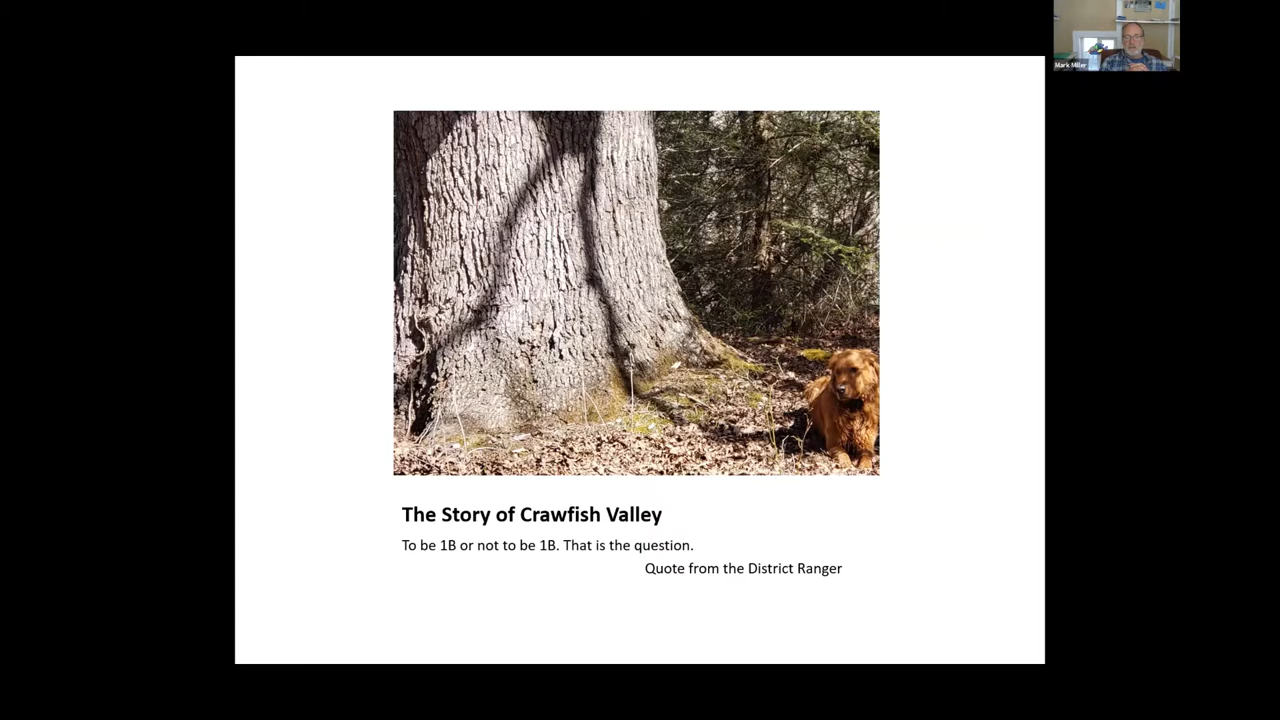 Mark Miller
The Story of Crawfish Valley
To be 1B or not to be 1B. That is the question.
Quote from the District Ranger